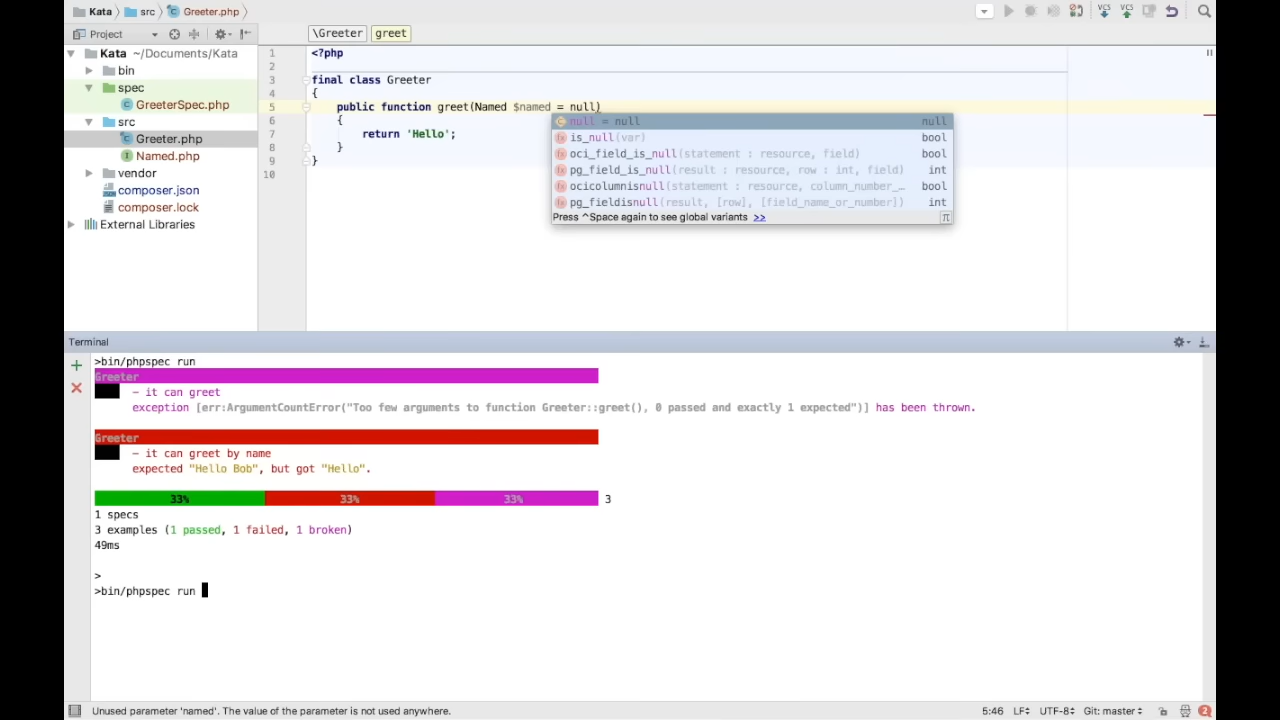 Kata src Greeter.php VCS VCS
Project \Greeter greet
Kata ~/Documents/Kata
bin
spec
GreeterSpec.php
src
Greeter.php
Named.php
vendor
composer.json
composer.lock
External Libraries
1 <?php
2
3 final class Greeter
4 {
5 public function greet(Named $named = null)
6 {
7 return 'Hello';
8 }
9 }
10
null = null null
is_null(var) bool
oci_field_is_null(statement : resource, field) bool
pg_field_is_null(result : resource, row : int, field) int
ocicolumnisnull(statement : resource, column_number_… bool
pg_fieldisnull(result, [row], [field_name_or_number]) int
Press ^Space again to see global variants >> π
Terminal
>bin/phpspec run
Greeter
- it can greet
exception [err:ArgumentCountError("Too few arguments to function Greeter::greet(), 0 passed and exactly 1 expected")] has been thrown.
Greeter
- it can greet by name
expected "Hello Bob", but got "Hello".
33% 33% 33% 3
1 specs
3 examples (1 passed, 1 failed, 1 broken)
49ms
>
>bin/phpspec run
Unused parameter 'named'. The value of the parameter is not used anywhere. 5:46 LF÷ UTF-8÷ Git: master÷ 2